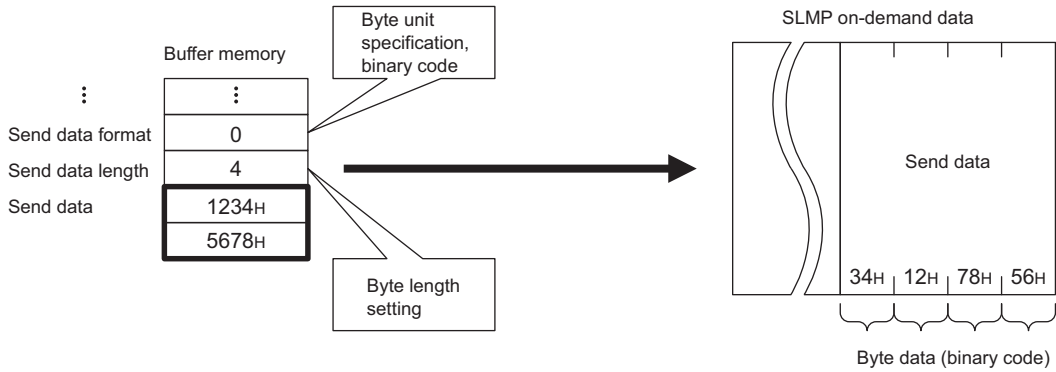 Byte unit
specification,
binary code
SLMP on-demand data
Buffer memory
⋮
⋮
Send data format
0
Send data length
4
Send data
Send data
1234H
5678H
Byte length
setting
34H 12H 78H 56H
Byte data (binary code)